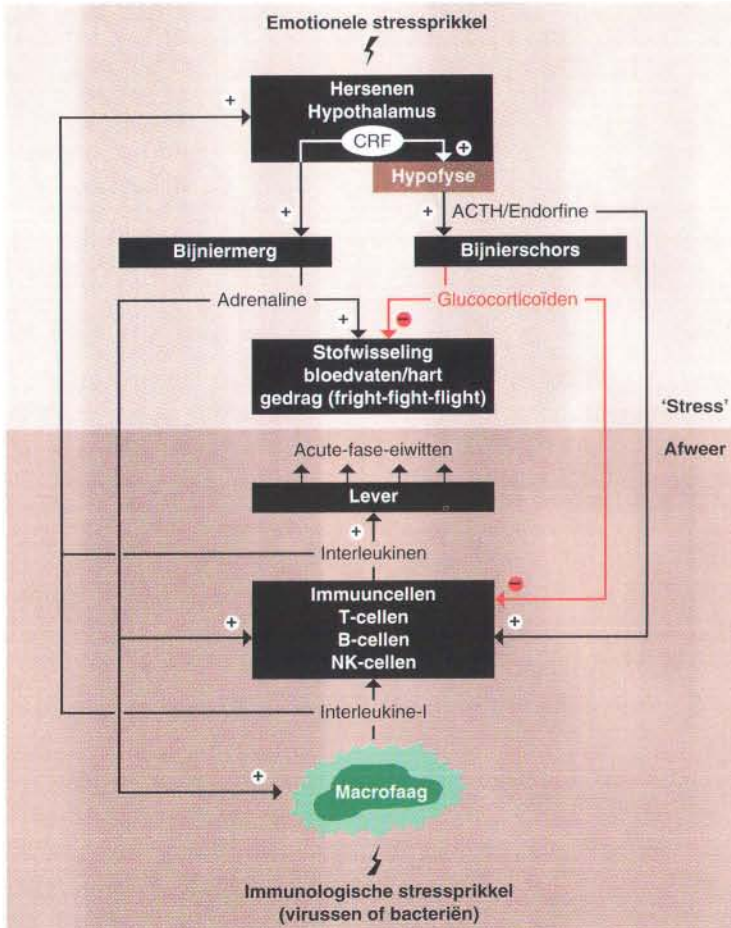 Emotionele stressprikkel
+
Hersenen
Hypothalamus
CRF
+
Hypofyse
+
+
ACTH/Endorfine
Bijniermerg
Bijnierschors
Adrenaline
Glucocorticoïden
+
−
Stofwisseling
bloedvaten/hart
gedrag (fright-fight-flight)
'Stress'
Afweer
Acute-fase-eiwitten
Lever
+
Interleukinen
−
Immuuncellen
T-cellen
B-cellen
NK-cellen
+
+
Interleukine-I
+
Macrofaag
Immunologische stressprikkel
(virussen of bacteriën)